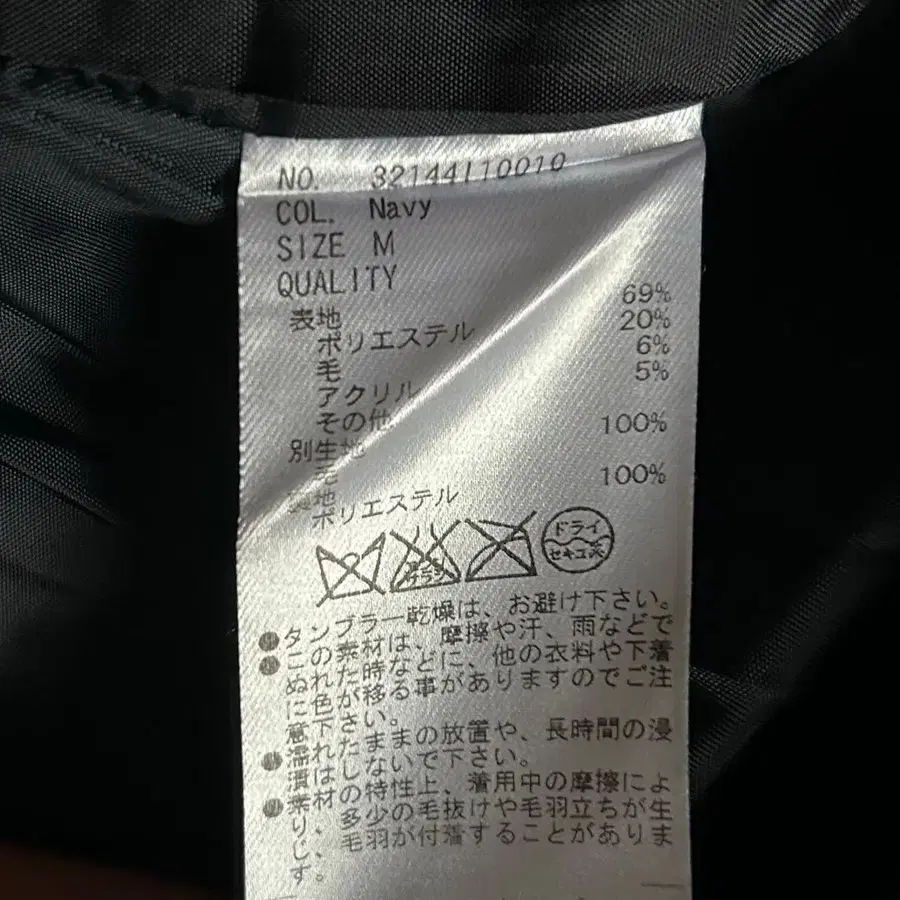 NO. 32144110010
COL. Navy
SIZE M
QUALITY
表地
ポリエステル 69%
毛 20%
アクリル 6%
その他 5%
別生地
毛 100%
裏地
ポリエステル 100%
ドライ
セキユ系
エンソ
サラシ
タンブラー乾燥は、お避け下さい。
この素材は、摩擦や汗、雨などで
ぬれた時などに、他の衣料や下着
に色が移る事がありますのでご注
意下さい。
濡れたままの放置や、長時間の浸
漬はしないで下さい。
素材の特性上、着用中の摩擦によ
り、多少の毛抜けや毛羽立ちが生
じ、毛羽が付着することがありま
す。